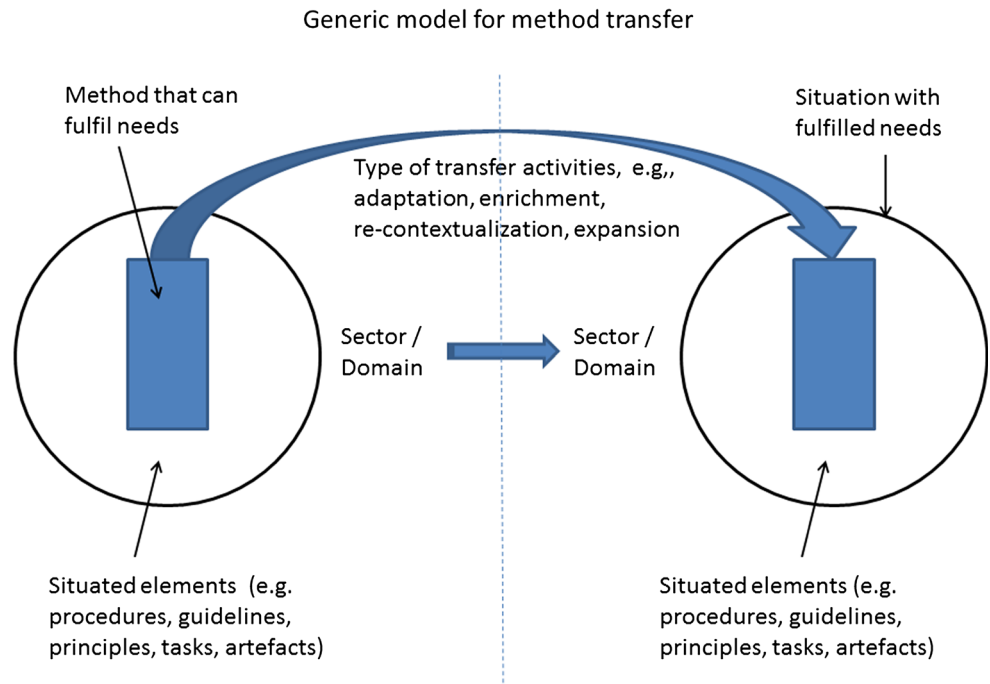 Generic model for method transfer
Method that can
fulfil needs
Situation with
fulfilled needs
Type of transfer activities, e.g,,
adaptation, enrichment,
re-contextualization, expansion
Sector /
Domain
Sector /
Domain
Situated elements (e.g.
procedures, guidelines,
principles, tasks, artefacts)
Situated elements (e.g.
procedures, guidelines,
principles, tasks, artefacts)